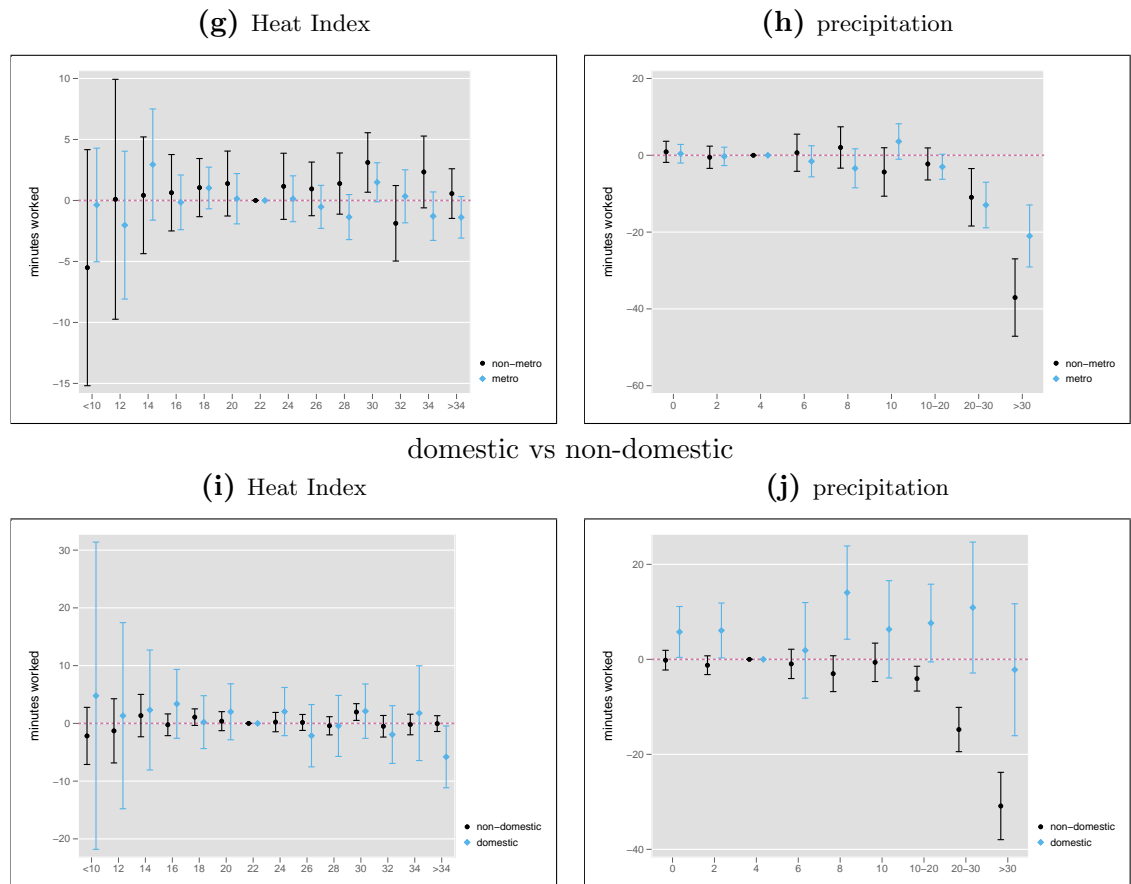 (g) Heat Index
(h) precipitation
10
5
0
−5
−10
−15
minutes worked
<10 12 14 16 18 20 22 24 26 28 30 32 34 >34
non−metro
metro
20
0
−20
−40
−60
minutes worked
0 2 4 6 8 10 10−20 20−30 >30
non−metro
metro
domestic vs non-domestic
(i) Heat Index
(j) precipitation
30
20
10
0
−10
−20
minutes worked
<10 12 14 16 18 20 22 24 26 28 30 32 34 >34
non−domestic
domestic
20
0
−20
−40
minutes worked
0 2 4 6 8 10 10−20 20−30 >30
non−domestic
domestic